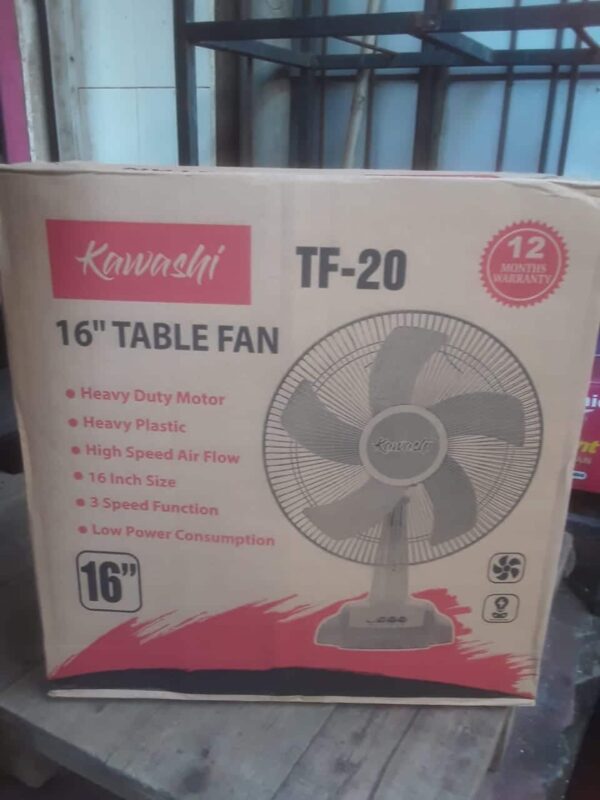 Kawashi
TF-20
12
MONTHS
WARRANTY
16" TABLE FAN
• Heavy Duty Motor
• Heavy Plastic
• High Speed Air Flow
• 16 Inch Size
• 3 Speed Function
• Low Power Consumption
Kawashi
16"